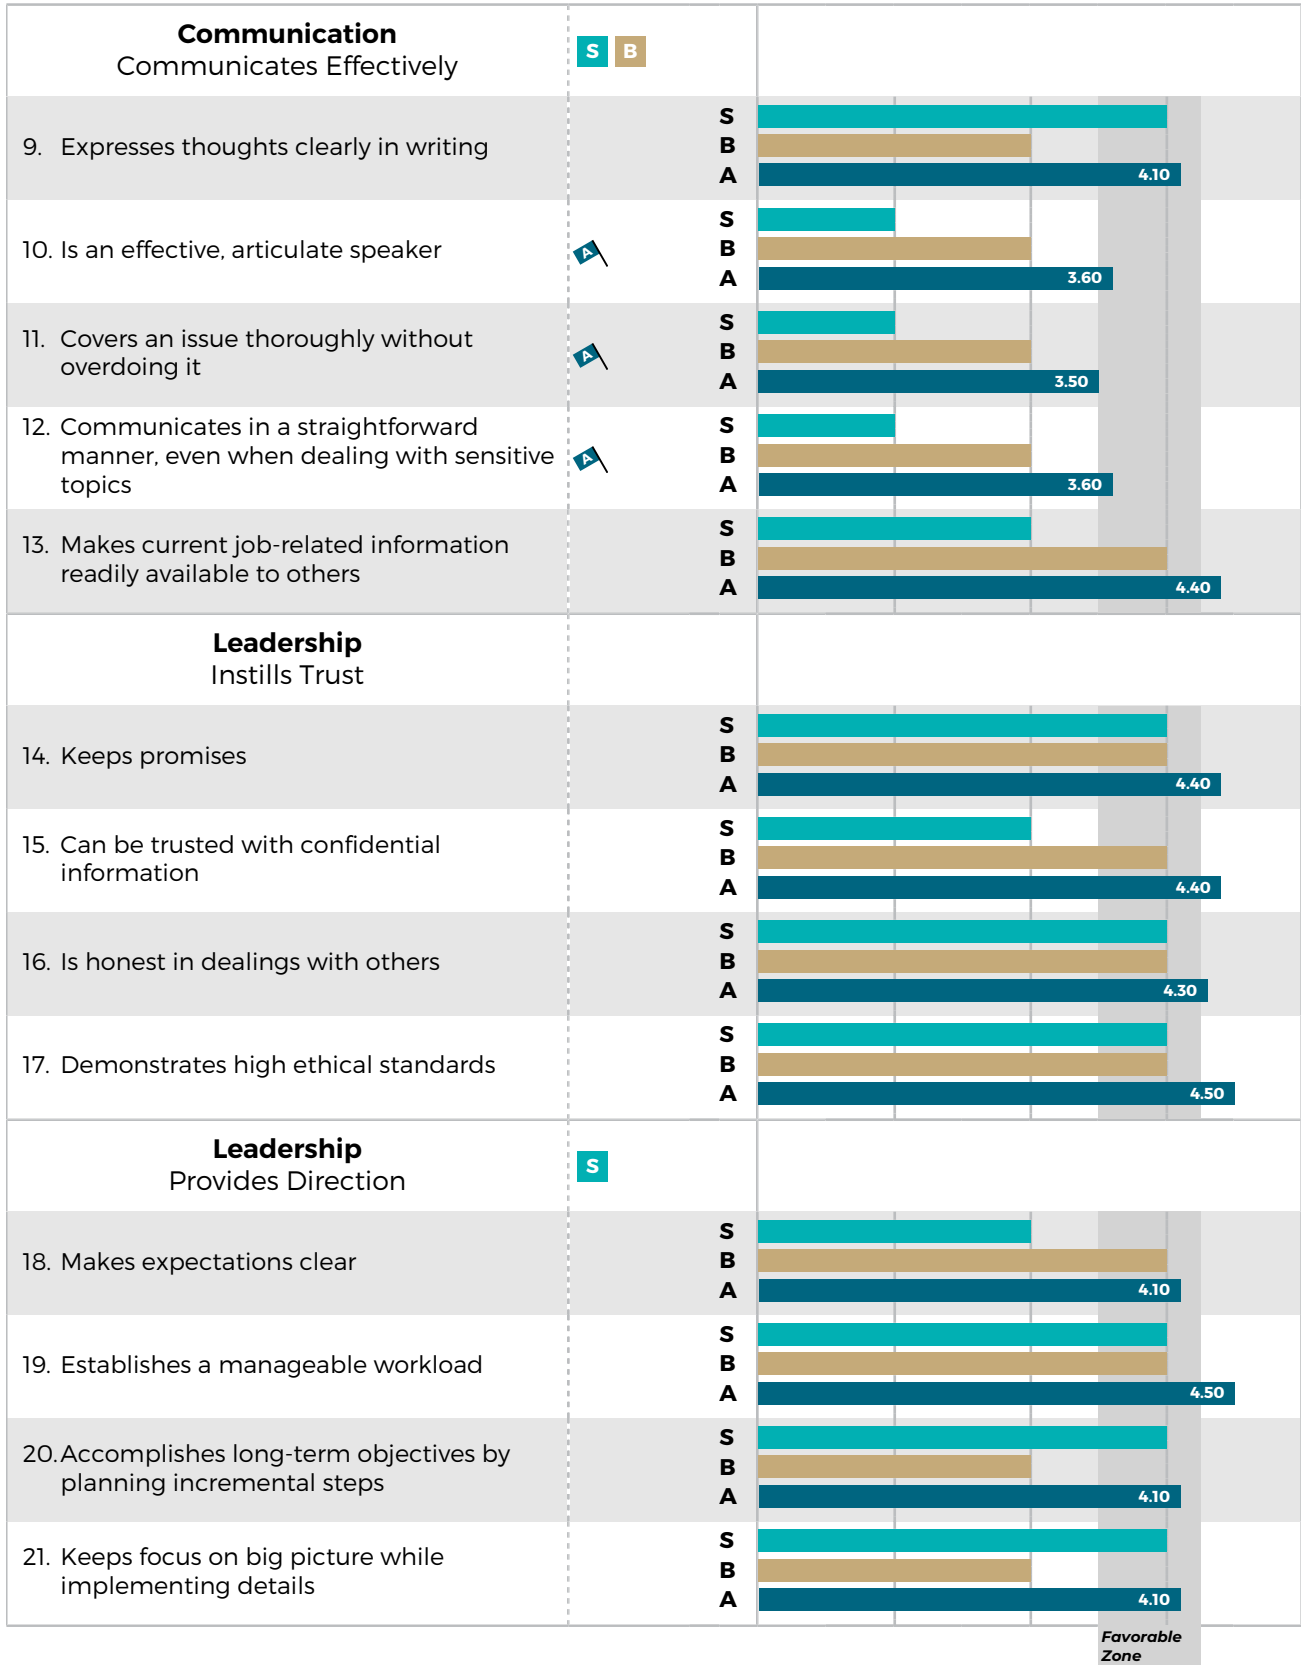 Communication
Communicates Effectively
S B
9. Expresses thoughts clearly in writing
S
B
A 4.10
10. Is an effective, articulate speaker
A
S
B
A 3.60
11. Covers an issue thoroughly without
overdoing it
A
S
B
A 3.50
12. Communicates in a straightforward
manner, even when dealing with sensitive
topics
A
S
B
A 3.60
13. Makes current job-related information
readily available to others
S
B
A 4.40
Leadership
Instills Trust
14. Keeps promises
S
B
A 4.40
15. Can be trusted with confidential
information
S
B
A 4.40
16. Is honest in dealings with others
S
B
A 4.30
17. Demonstrates high ethical standards
S
B
A 4.50
Leadership
Provides Direction
S
18. Makes expectations clear
S
B
A 4.10
19. Establishes a manageable workload
S
B
A 4.50
20. Accomplishes long-term objectives by
planning incremental steps
S
B
A 4.10
21. Keeps focus on big picture while
implementing details
S
B
A 4.10
Favorable
Zone